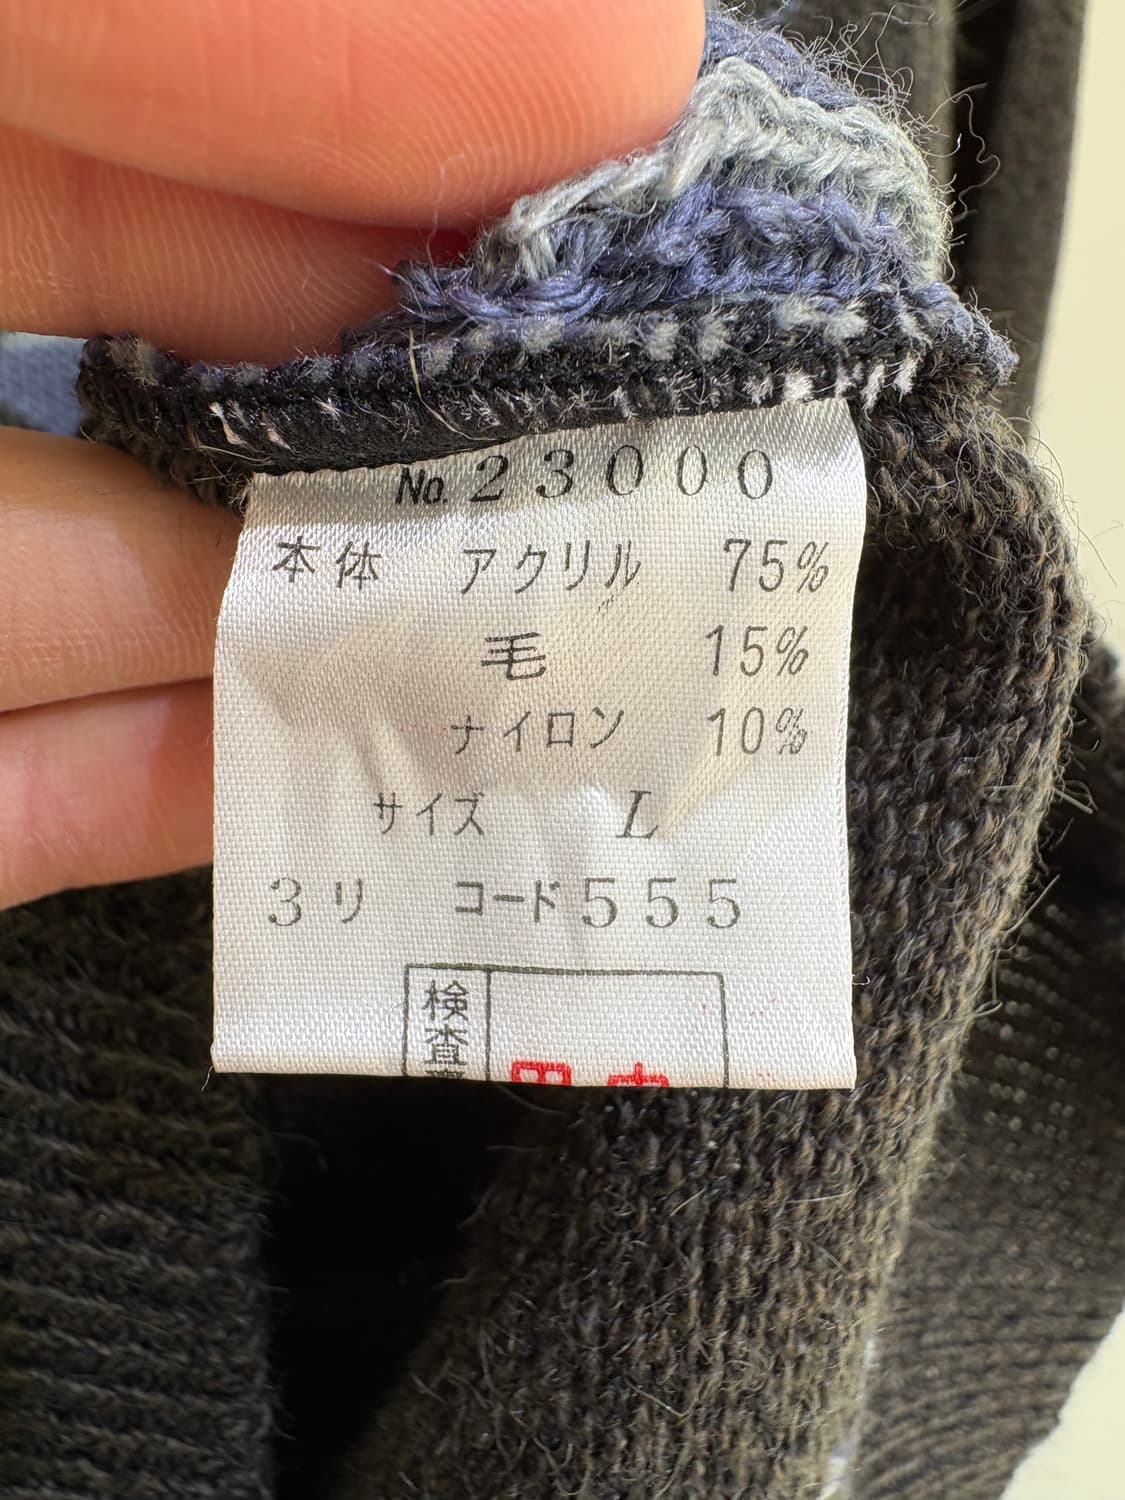 No. 23000
本体 アクリル 75%
毛 15%
ナイロン 10%
サイズ L
3リ コード555
検査